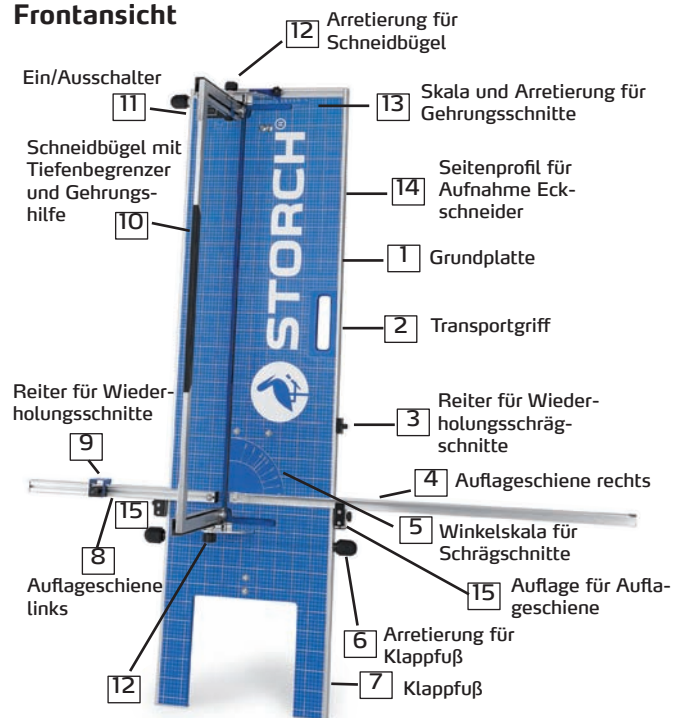 Frontansicht
12 Arretierung für
Schneidbügel
Ein/Ausschalter
11
13 Skala und Arretierung für
Gehrungsschnitte
Schneidbügel mit
Tiefenbegrenzer
und Gehrungs-
hilfe
10
Seitenprofil für
14 Aufnahme Eck-
schneider
1 Grundplatte
2 Transportgriff
STORCH®
Reiter für Wieder-
holungsschnitte
9
Reiter für Wieder-
3 holungsschräg-
schnitte
4 Auflageschiene rechts
15
8
Auflageschiene
links
5 Winkelskala für
Schrägschnitte
15 Auflage für Aufla-
geschiene
6 Arretierung für
Klappfuß
12
7 Klappfuß